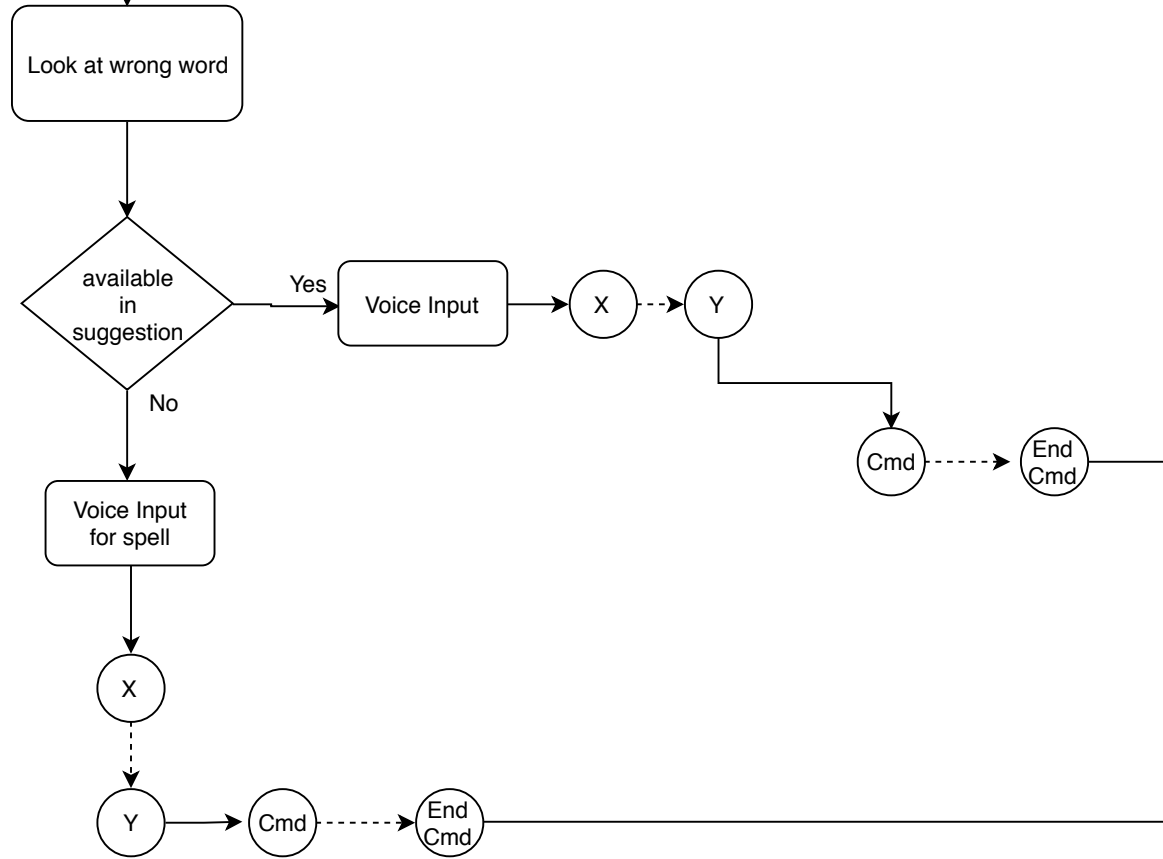 Look at wrong word
available
in
suggestion
Yes
Voice Input
X
Y
No
Cmd
End
Cmd
Voice Input
for spell
X
Y
Cmd
End
Cmd